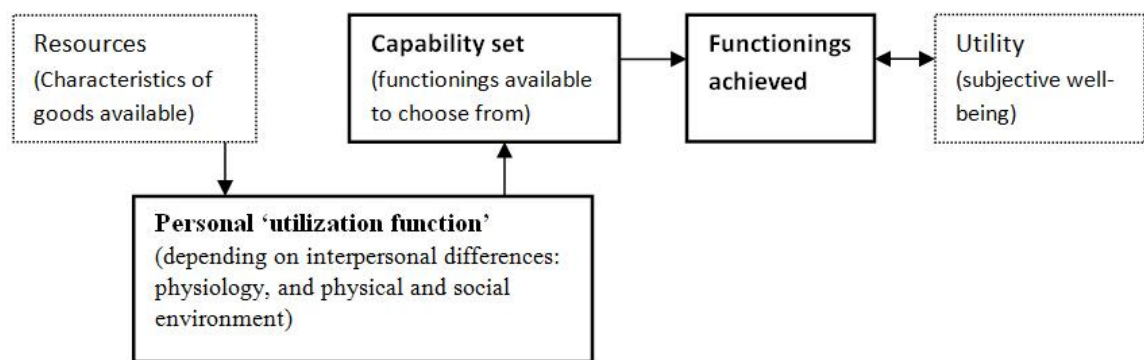 Resources
(Characteristics of
goods available)
Capability set
(functionings available
to choose from)
Functionings
achieved
Utility
(subjective well-
being)
Personal ‘utilization function’
(depending on interpersonal differences:
physiology, and physical and social
environment)